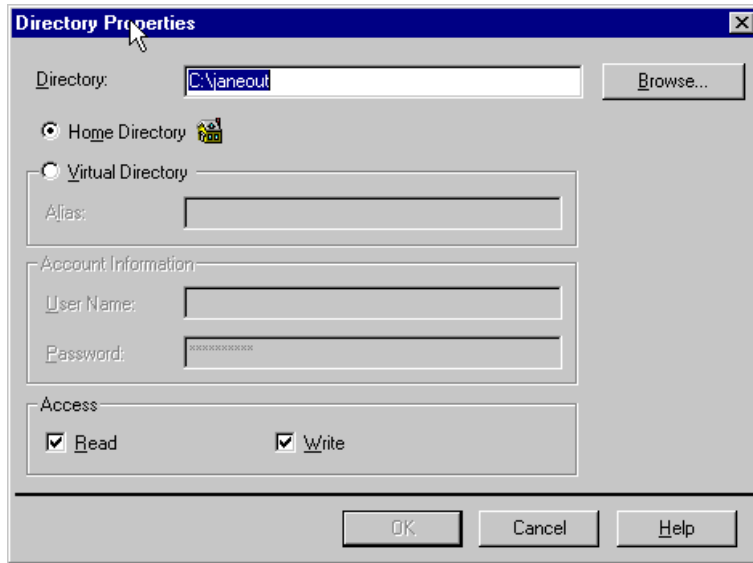 Directory Properties
Directory: C:\janeout Browse...
Home Directory
Virtual Directory
Alias:
Account Information
User Name:
Password: **********
Access
Read Write
OK Cancel Help